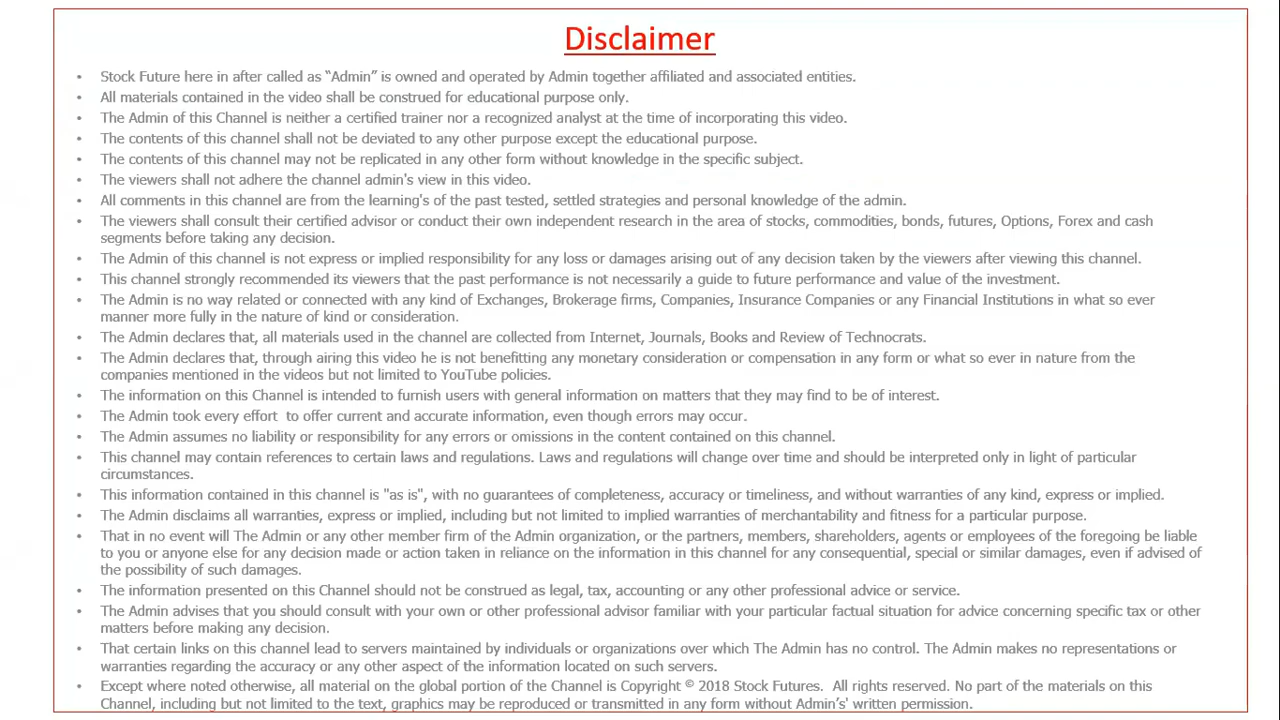 Disclaimer
• Stock Future here in after called as “Admin” is owned and operated by Admin together affiliated and associated entities.
• All materials contained in the video shall be construed for educational purpose only.
• The Admin of this Channel is neither a certified trainer nor a recognized analyst at the time of incorporating this video.
• The contents of this channel shall not be deviated to any other purpose except the educational purpose.
• The contents of this channel may not be replicated in any other form without knowledge in the specific subject.
• The viewers shall not adhere the channel admin's view in this video.
• All comments in this channel are from the learning's of the past tested, settled strategies and personal knowledge of the admin.
• The viewers shall consult their certified advisor or conduct their own independent research in the area of stocks, commodities, bonds, futures, Options, Forex and cash
segments before taking any decision.
• The Admin of this channel is not express or implied responsibility for any loss or damages arising out of any decision taken by the viewers after viewing this channel.
• This channel strongly recommended its viewers that the past performance is not necessarily a guide to future performance and value of the investment.
• The Admin is no way related or connected with any kind of Exchanges, Brokerage firms, Companies, Insurance Companies or any Financial Institutions in what so ever
manner more fully in the nature of kind or consideration.
• The Admin declares that, all materials used in the channel are collected from Internet, Journals, Books and Review of Technocrats.
• The Admin declares that, through airing this video he is not benefitting any monetary consideration or compensation in any form or what so ever in nature from the
companies mentioned in the videos but not limited to YouTube policies.
• The information on this Channel is intended to furnish users with general information on matters that they may find to be of interest.
• The Admin took every effort  to offer current and accurate information, even though errors may occur.
• The Admin assumes no liability or responsibility for any errors or omissions in the content contained on this channel.
• This channel may contain references to certain laws and regulations. Laws and regulations will change over time and should be interpreted only in light of particular
circumstances.
• This information contained in this channel is "as is", with no guarantees of completeness, accuracy or timeliness, and without warranties of any kind, express or implied.
• The Admin disclaims all warranties, express or implied, including but not limited to implied warranties of merchantability and fitness for a particular purpose.
• That in no event will The Admin or any other member firm of the Admin organization, or the partners, members, shareholders, agents or employees of the foregoing be liable
to you or anyone else for any decision made or action taken in reliance on the information in this channel for any consequential, special or similar damages, even if advised of
the possibility of such damages.
• The information presented on this Channel should not be construed as legal, tax, accounting or any other professional advice or service.
• The Admin advises that you should consult with your own or other professional advisor familiar with your particular factual situation for advice concerning specific tax or other
matters before making any decision.
• That certain links on this channel lead to servers maintained by individuals or organizations over which The Admin has no control. The Admin makes no representations or
warranties regarding the accuracy or any other aspect of the information located on such servers.
• Except where noted otherwise, all material on the global portion of the Channel is Copyright © 2018 Stock Futures.  All rights reserved. No part of the materials on this
Channel, including but not limited to the text, graphics may be reproduced or transmitted in any form without Admin's' written permission.